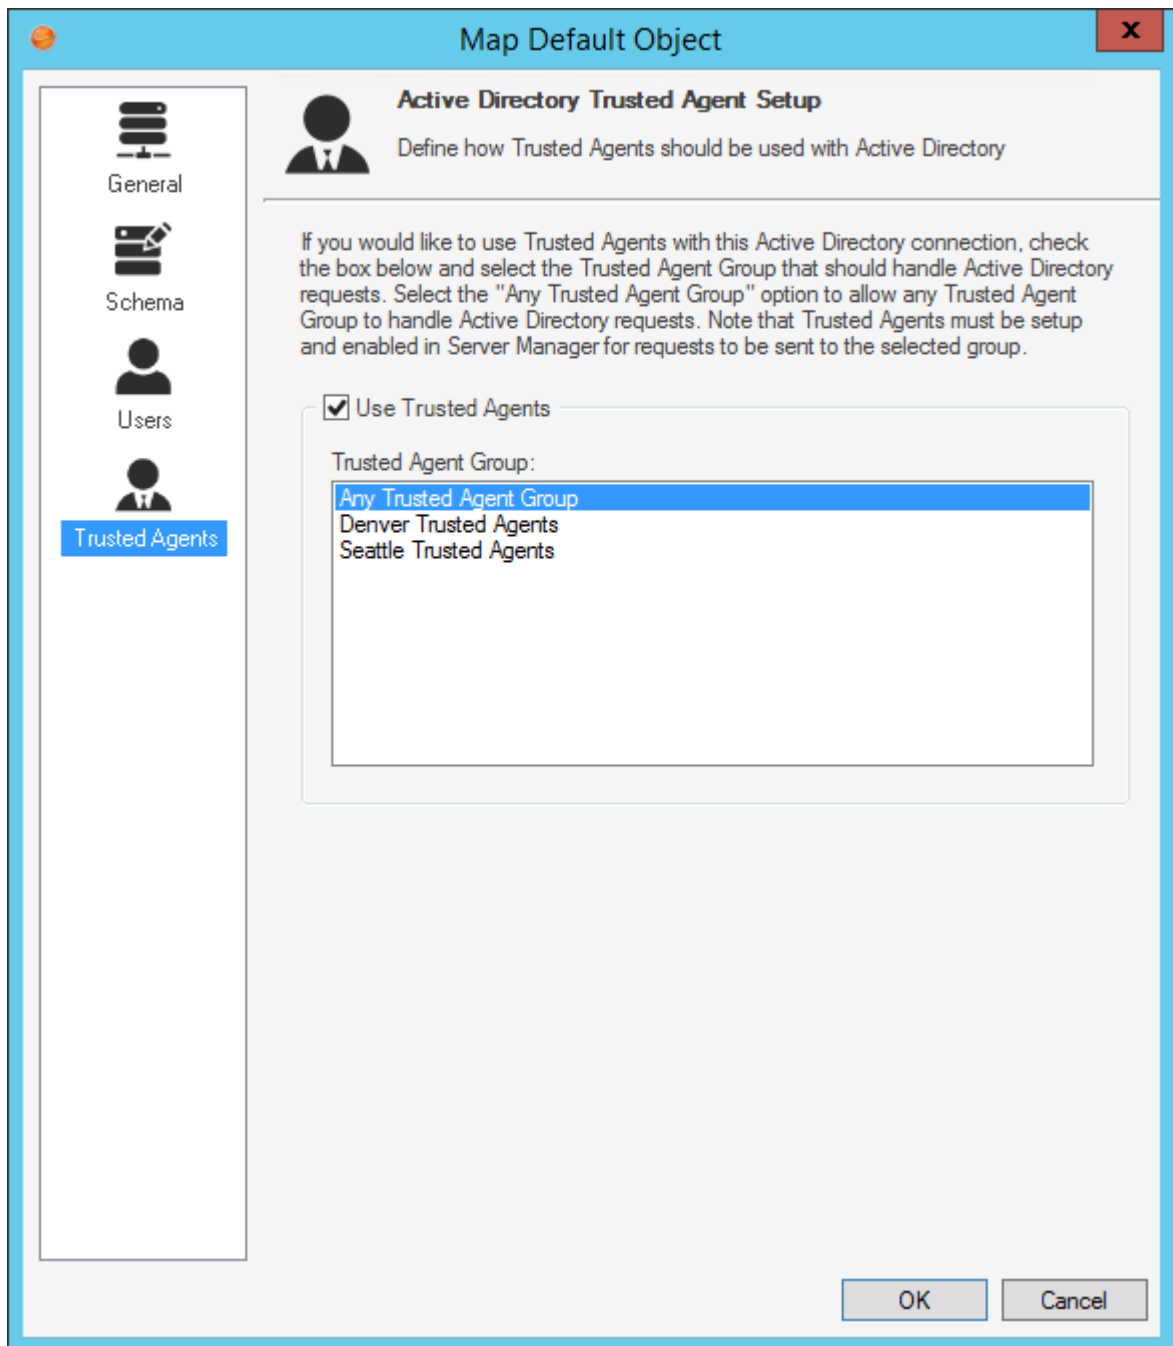 Map Default Object
x
General
Schema
Users
Trusted Agents
Active Directory Trusted Agent Setup
Define how Trusted Agents should be used with Active Directory
If you would like to use Trusted Agents with this Active Directory connection, check
the box below and select the Trusted Agent Group that should handle Active Directory
requests. Select the "Any Trusted Agent Group" option to allow any Trusted Agent
Group to handle Active Directory requests. Note that Trusted Agents must be setup
and enabled in Server Manager for requests to be sent to the selected group.
Use Trusted Agents
Trusted Agent Group:
Any Trusted Agent Group
Denver Trusted Agents
Seattle Trusted Agents
OK
Cancel